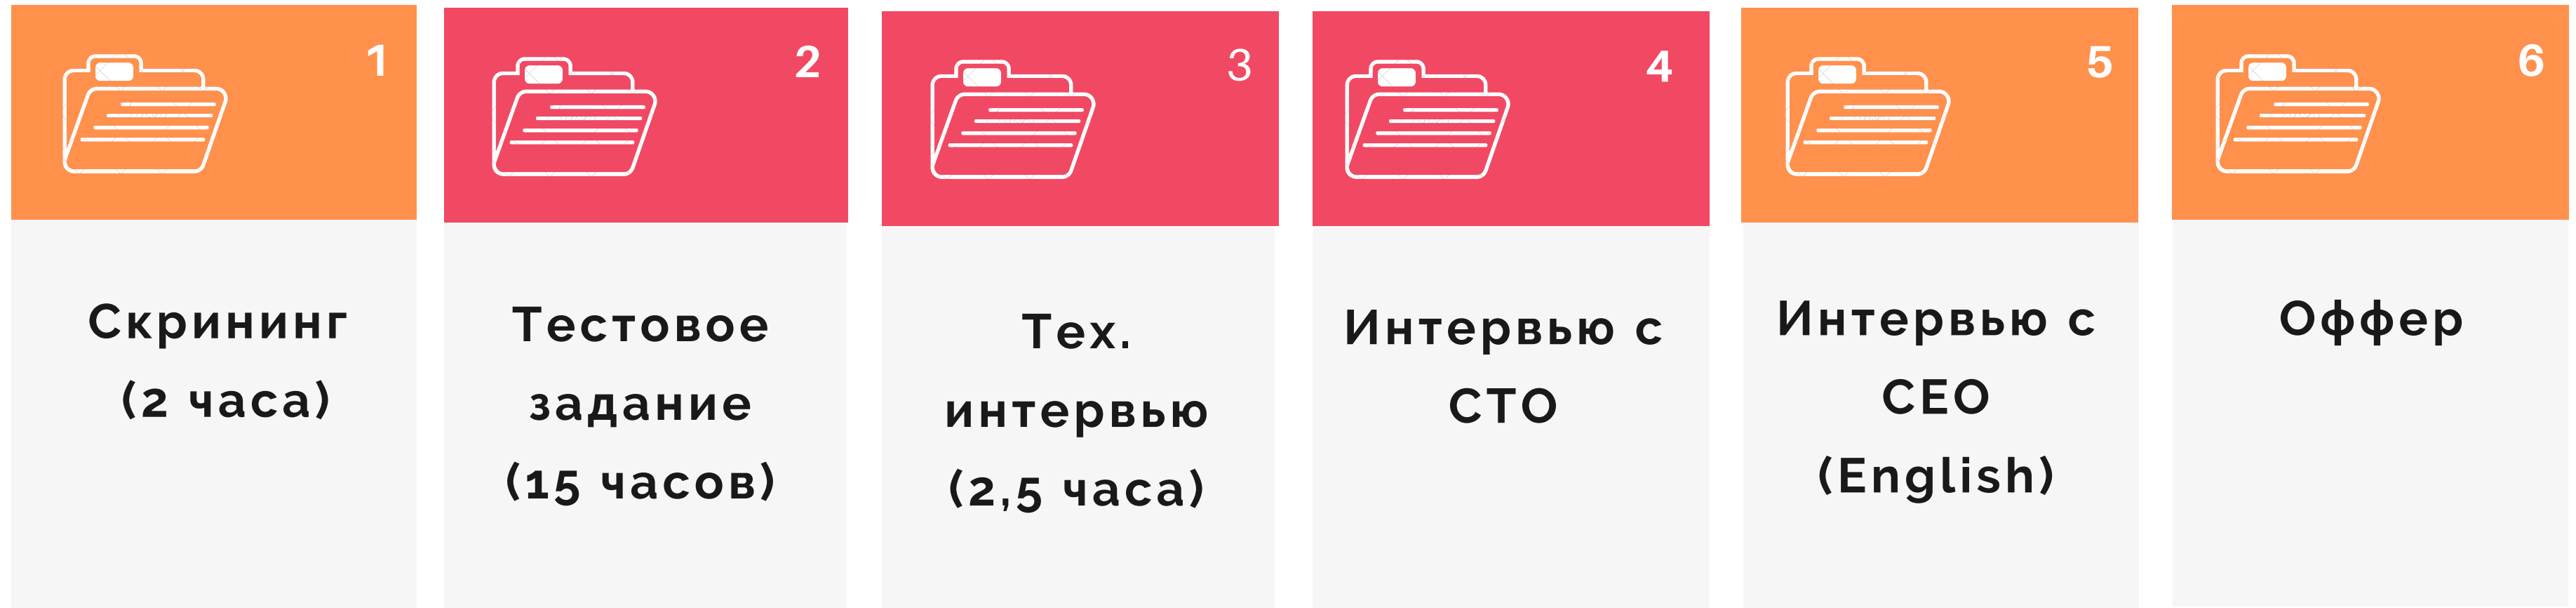 1
Скрининг
(2 часа)
2
Тестовое
задание
(15 часов)
3
Тех.
интервью
(2,5 часа)
4
Интервью с
СТО
5
Интервью с
СЕО
(English)
6
Оффер